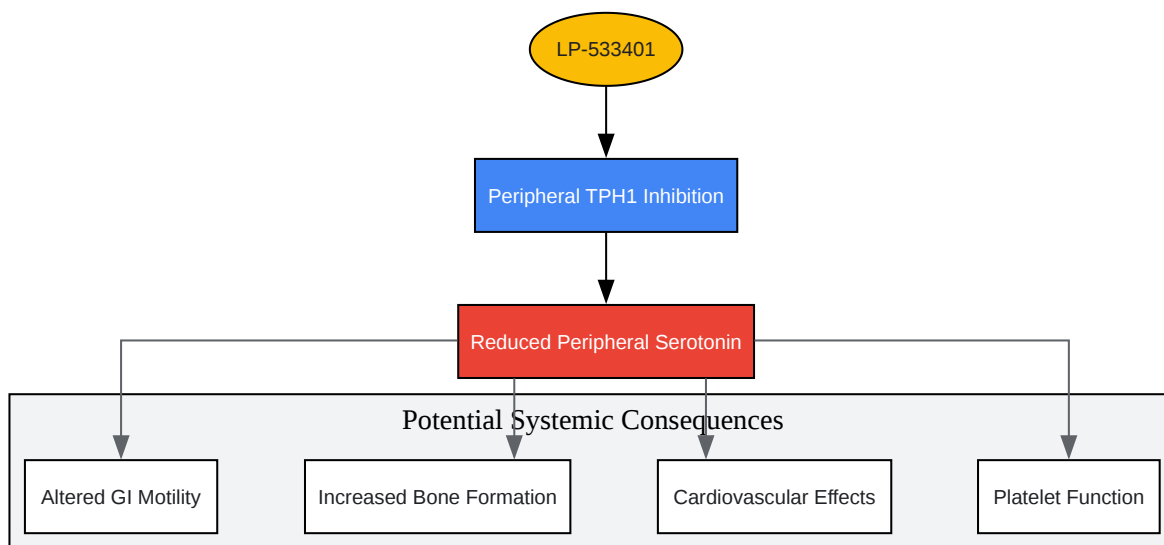 LP-533401
Peripheral TPH1 Inhibition
Reduced Peripheral Serotonin
Potential Systemic Consequences
Altered GI Motility
Increased Bone Formation
Cardiovascular Effects
Platelet Function